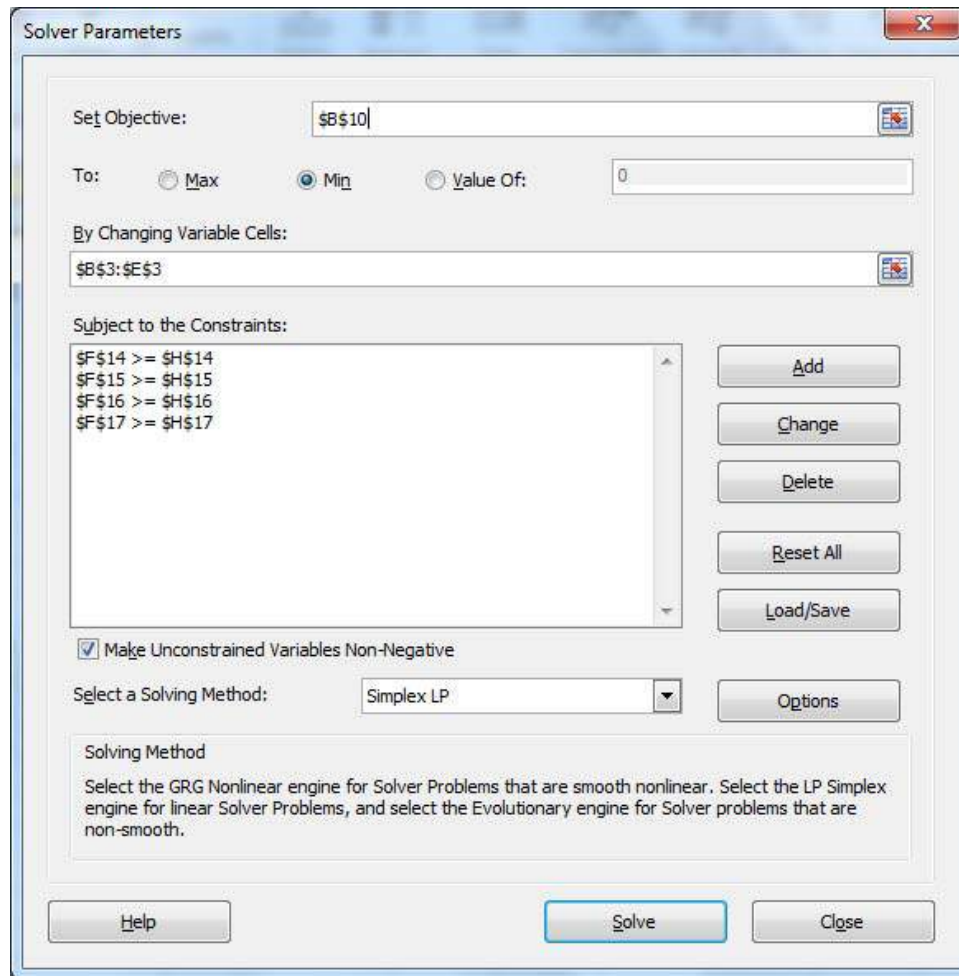 Solver Parameters
Set Objective:
$B$10
To:
Max
Min
Value Of:
0
By Changing Variable Cells:
$B$3:$E$3
Subject to the Constraints:
$F$14 >= $H$14
$F$15 >= $H$15
$F$16 >= $H$16
$F$17 >= $H$17
Add
Change
Delete
Reset All
Load/Save
Make Unconstrained Variables Non-Negative
Select a Solving Method:
Simplex LP
Options
Solving Method
Select the GRG Nonlinear engine for Solver Problems that are smooth nonlinear. Select the LP Simplex
engine for linear Solver Problems, and select the Evolutionary engine for Solver problems that are
non-smooth.
Help
Solve
Close